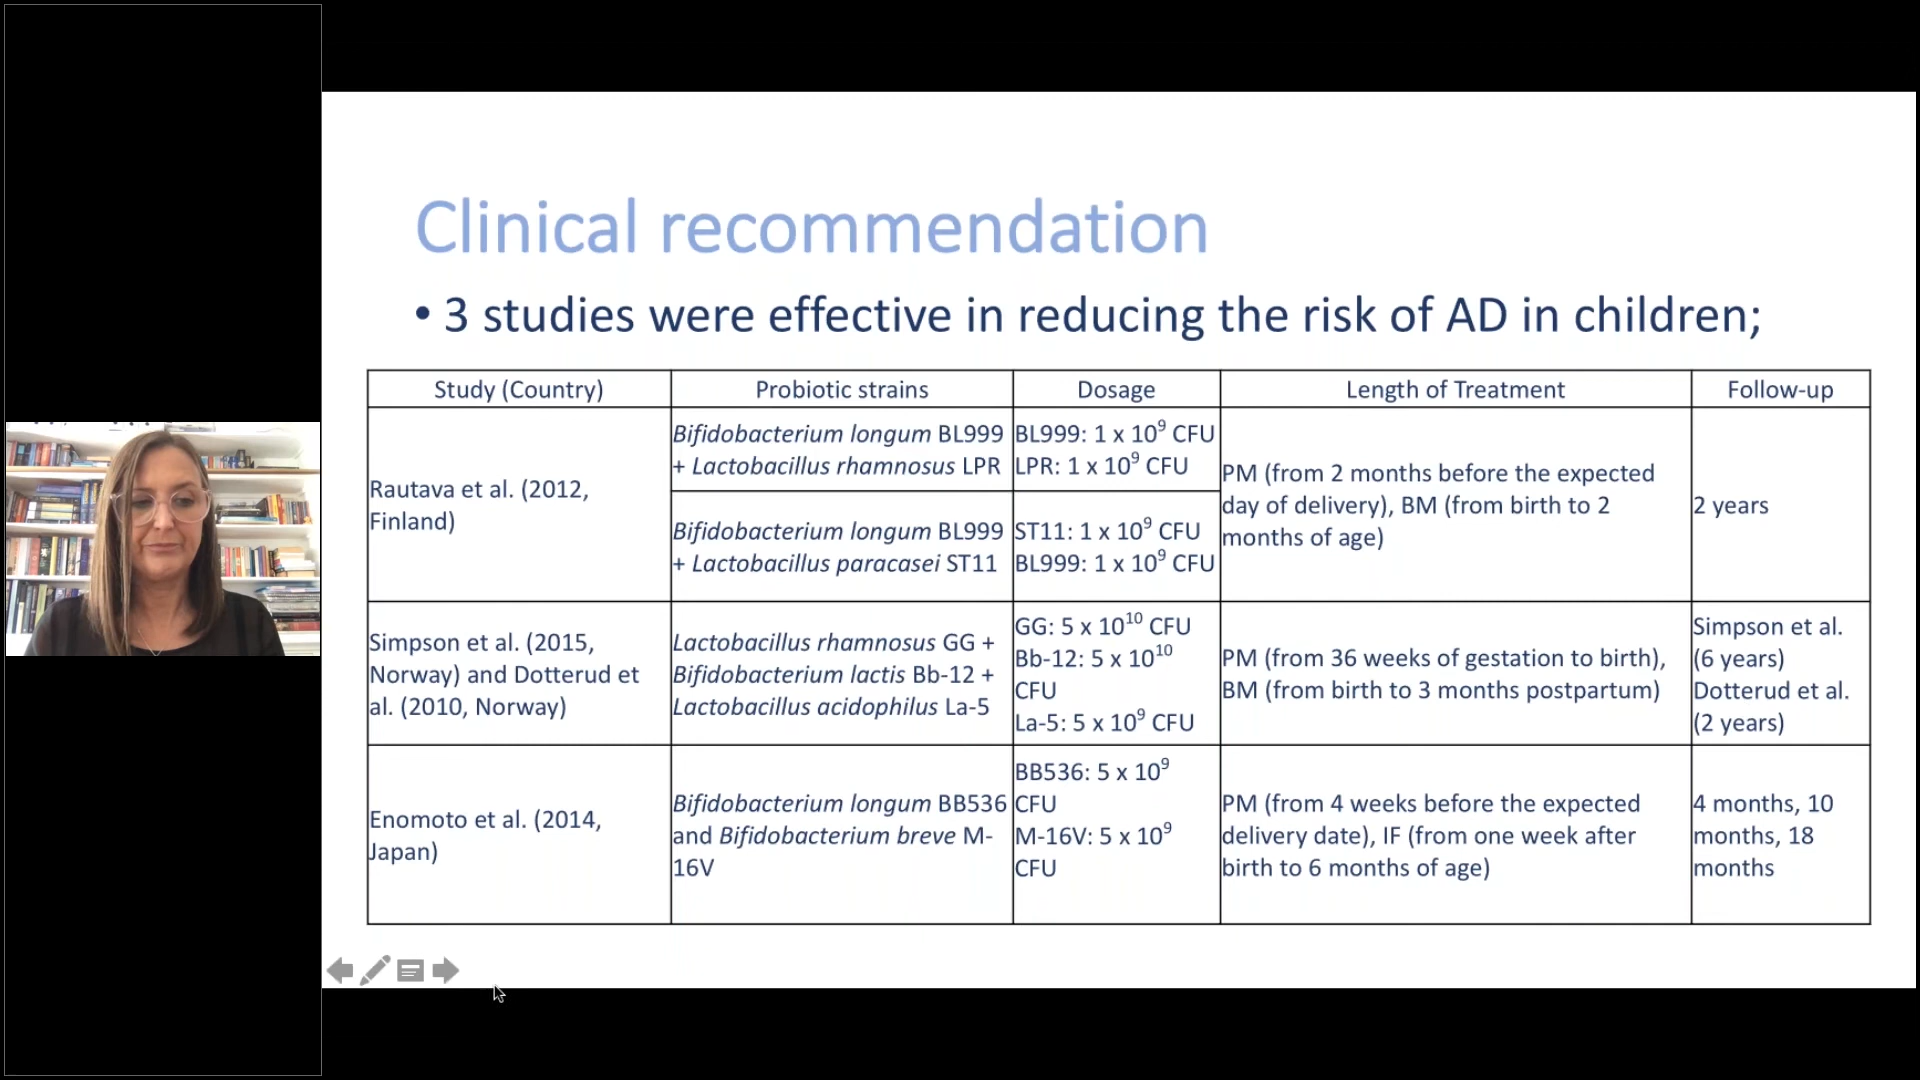 Clinical recommendation
• 3 studies were effective in reducing the risk of AD in children;
Study (Country)
Probiotic strains
Dosage
Length of Treatment
Follow-up
Rautava et al. (2012,
Finland)
Bifidobacterium longum BL999
+ Lactobacillus rhamnosus LPR
BL999: 1 x 10⁹ CFU
LPR: 1 x 10⁹ CFU
Bifidobacterium longum BL999
+ Lactobacillus paracasei ST11
ST11: 1 x 10⁹ CFU
BL999: 1 x 10⁹ CFU
PM (from 2 months before the expected
day of delivery), BM (from birth to 2
months of age)
2 years
Simpson et al. (2015,
Norway) and Dotterud et
al. (2010, Norway)
Lactobacillus rhamnosus GG +
Bifidobacterium lactis Bb-12 +
Lactobacillus acidophilus La-5
GG: 5 x 10¹⁰ CFU
Bb-12: 5 x 10¹⁰
CFU
La-5: 5 x 10⁹ CFU
PM (from 36 weeks of gestation to birth),
BM (from birth to 3 months postpartum)
Simpson et al.
(6 years)
Dotterud et al.
(2 years)
Enomoto et al. (2014,
Japan)
Bifidobacterium longum BB536
and Bifidobacterium breve M-
16V
BB536: 5 x 10⁹
CFU
M-16V: 5 x 10⁹
CFU
PM (from 4 weeks before the expected
delivery date), IF (from one week after
birth to 6 months of age)
4 months, 10
months, 18
months